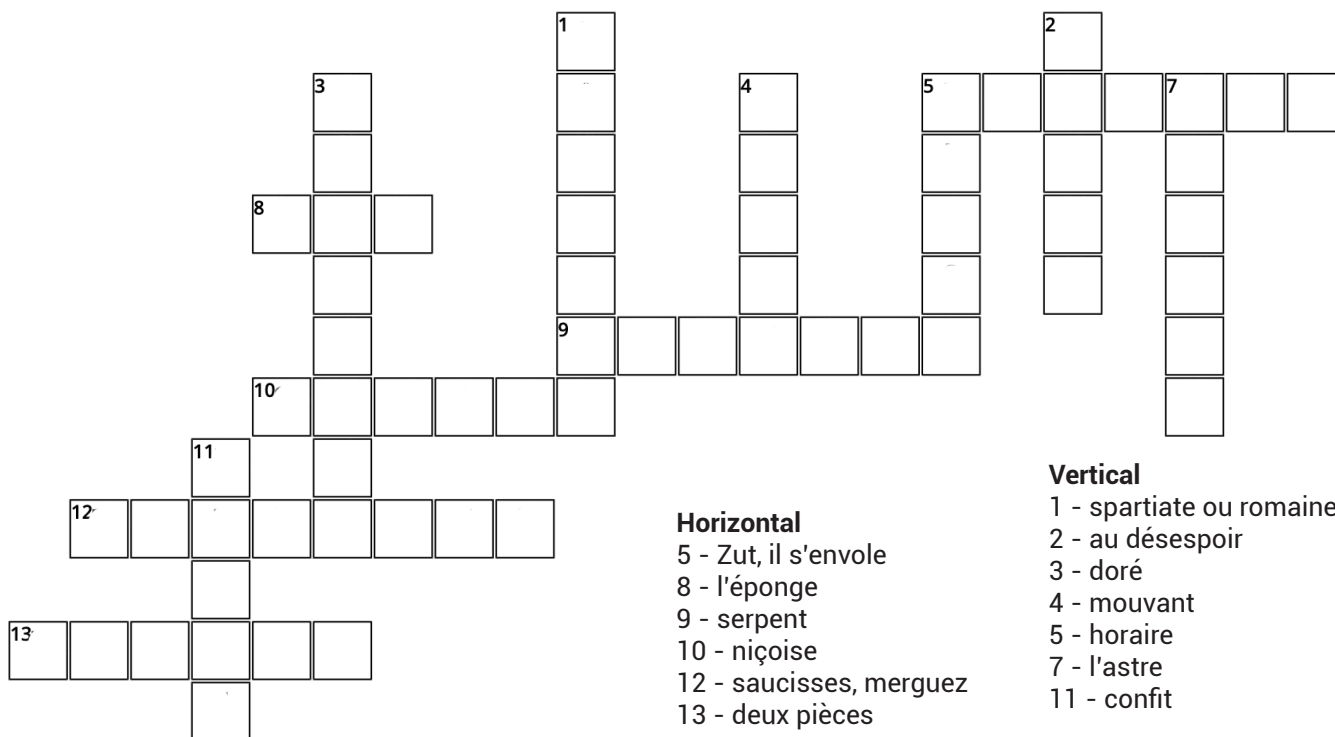 1
2
3
4
5
7
8
9
10
11
12
13
Horizontal
5 - Zut, il s'envole
8 - l'éponge
9 - serpent
10 - niçoise
12 - saucisses, merguez
13 - deux pièces
Vertical
1 - spartiate ou romaine
2 - au désespoir
3 - doré
4 - mouvant
5 - horaire
7 - l'astre
11 - confit